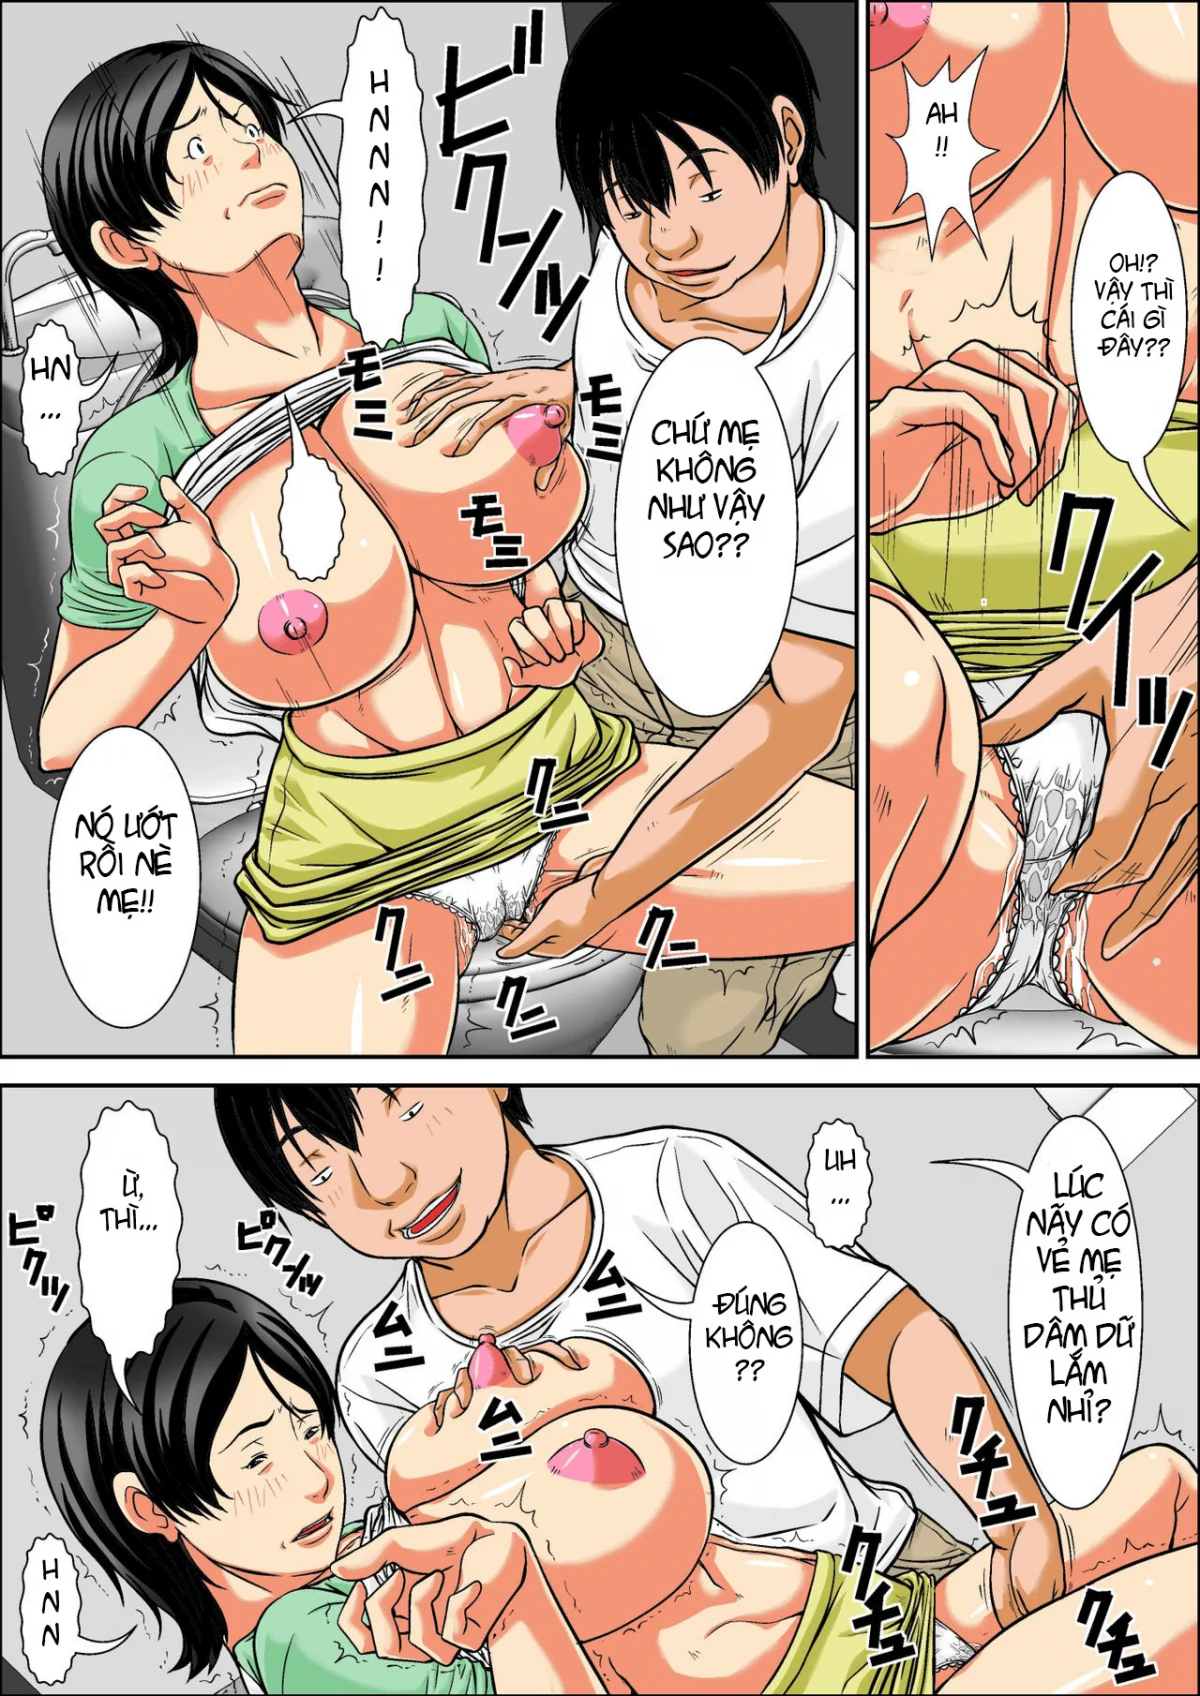 AH
!!
OH!?
VẬY THÌ
CÁI GÌ
ĐÂY??
クイッ
HNNN!!
ビクンッ
HN
...
CHỨ MẸ
KHÔNG
NHƯ VẬY
SAO??
モミ
モミ
モミ
NÓ ƯỚT
RỒI NÈ
MẸ!!
クニ
クニ
クニ
クニ
LÚC
NÃY CÓ
VẺ MẸ
THỦ
DÂM DỮ
LẮM
NHỈ?
UH
...
ĐÚNG
KHÔNG
??
Ừ,
THÌ...
ピクッ
ピクンッ
ムニ
ムニ
ムニ
クチュ
クチュ
クチュ
HNN